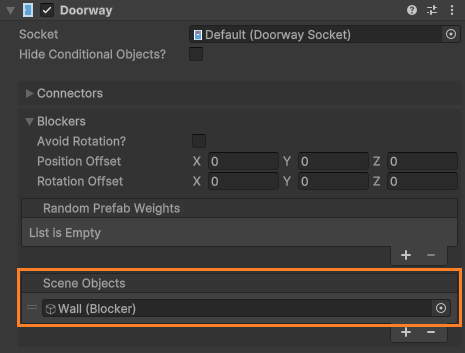 Doorway
Socket Default (Doorway Socket)
Hide Conditional Objects?
Connectors
Blockers
Avoid Rotation?
Position Offset X 0 Y 0 Z 0
Rotation Offset X 0 Y 0 Z 0
Random Prefab Weights
List is Empty
Scene Objects
Wall (Blocker)